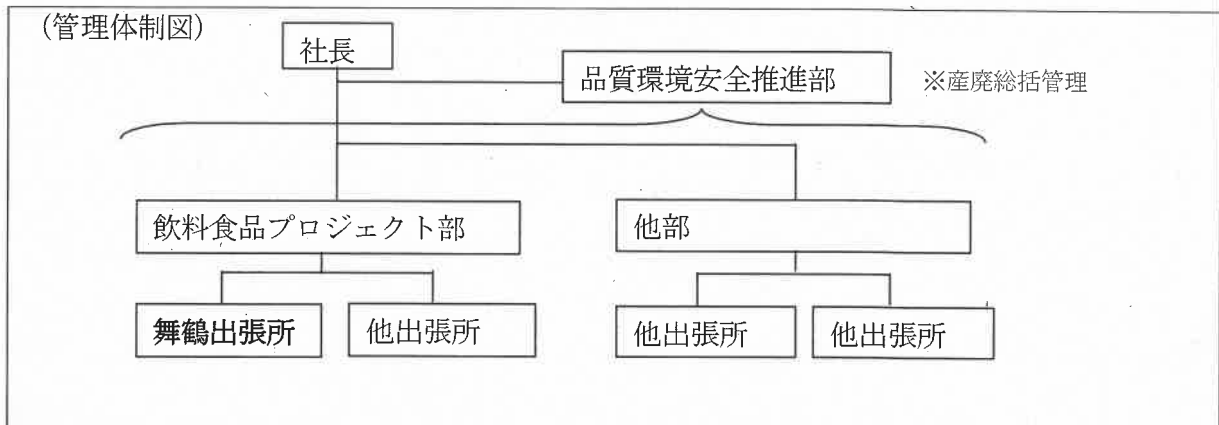 (管理体制図)
社長
品質環境安全推進部
※産廃総括管理
飲料食品プロジェクト部
他部
舞鶴出張所
他出張所
他出張所
他出張所